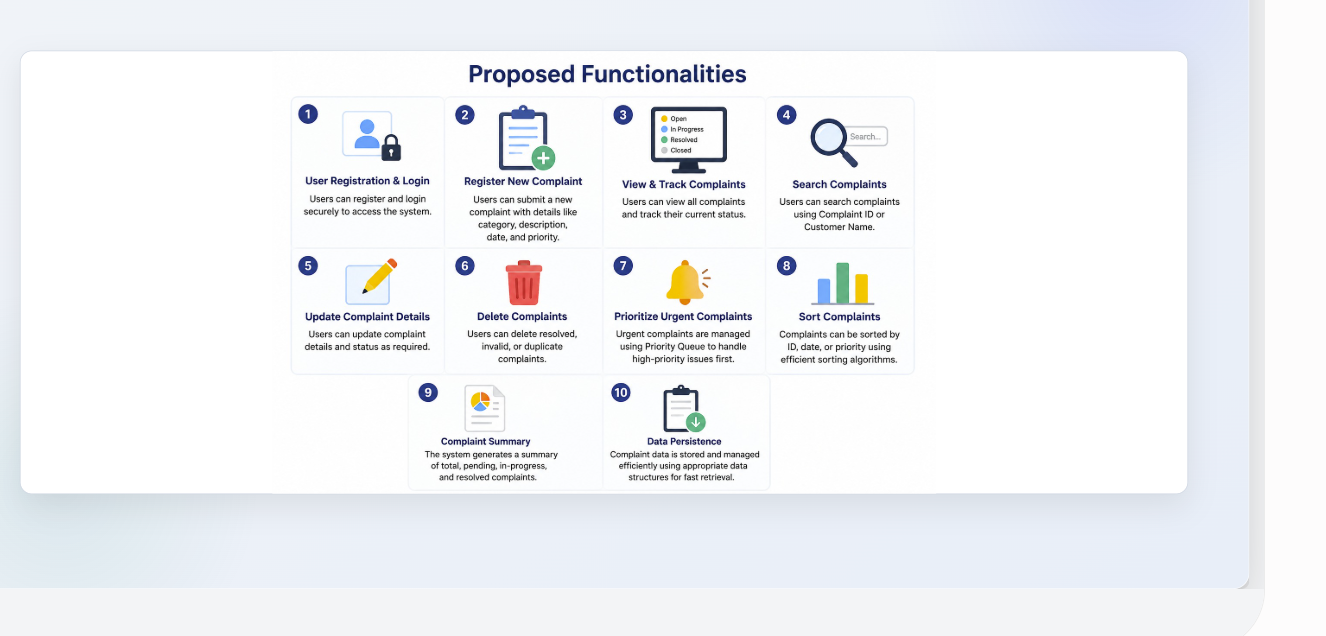 Proposed Functionalities
1
User Registration & Login
Users can register and login
securely to access the system.
2
Register New Complaint
Users can submit a new
complaint with details like
category, description,
date, and priority.
3
Open
In Progress
Resolved
Closed
View & Track Complaints
Users can view all complaints
and track their current status.
4
Search...
Search Complaints
Users can search complaints
using Complaint ID or
Customer Name.
5
Update Complaint Details
Users can update complaint
details and status as required.
6
Delete Complaints
Users can delete resolved,
invalid, or duplicate
complaints.
7
Prioritize Urgent Complaints
Urgent complaints are managed
using Priority Queue to handle
high-priority issues first.
8
Sort Complaints
Complaints can be sorted by
ID, date, or priority using
efficient sorting algorithms.
9
Complaint Summary
The system generates a summary
of total, pending, in-progress,
and resolved complaints.
10
Data Persistence
Complaint data is stored and managed
efficiently using appropriate data
structures for fast retrieval.